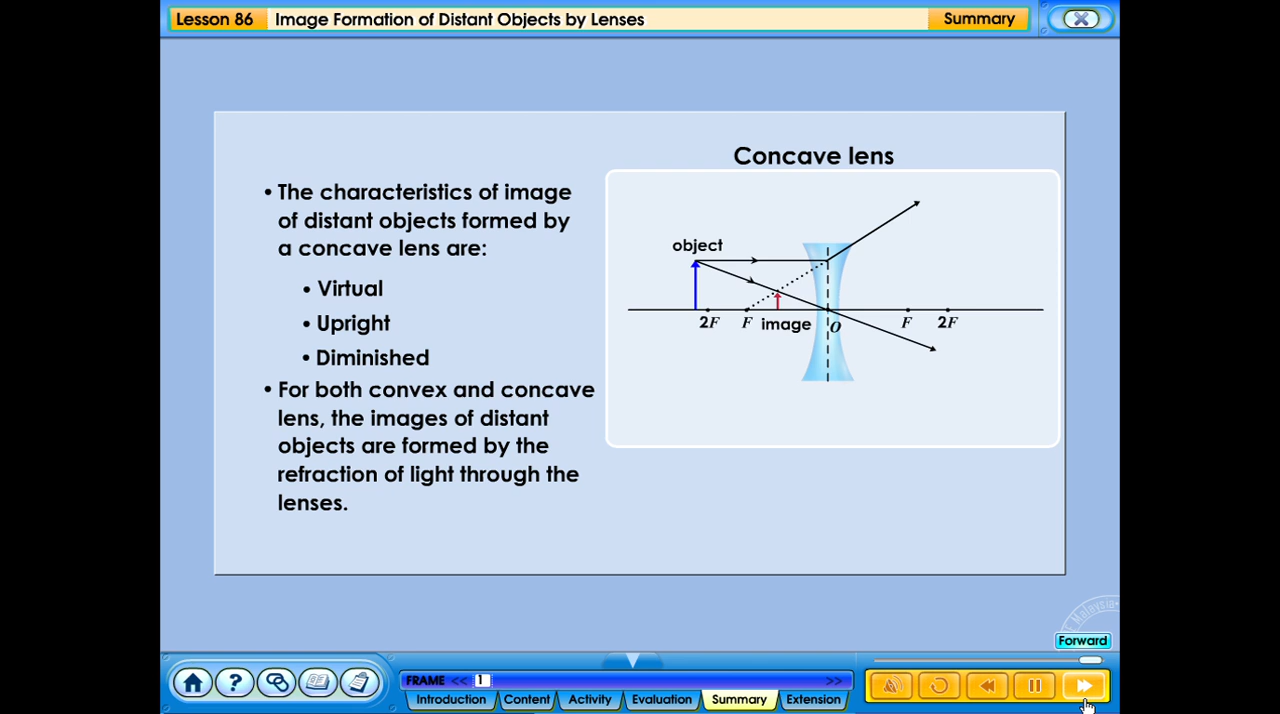 Lesson 86
Image Formation of Distant Objects by Lenses
Summary
Concave lens
• The characteristics of image
of distant objects formed by
a concave lens are:
• Virtual
• Upright
• Diminished
• For both convex and concave
lens, the images of distant
objects are formed by the
refraction of light through the
lenses.
object
2F
F
image
O
F
2F
Malaysia
Forward
FRAME << 1 >>
Introduction
Content
Activity
Evaluation
Summary
Extension